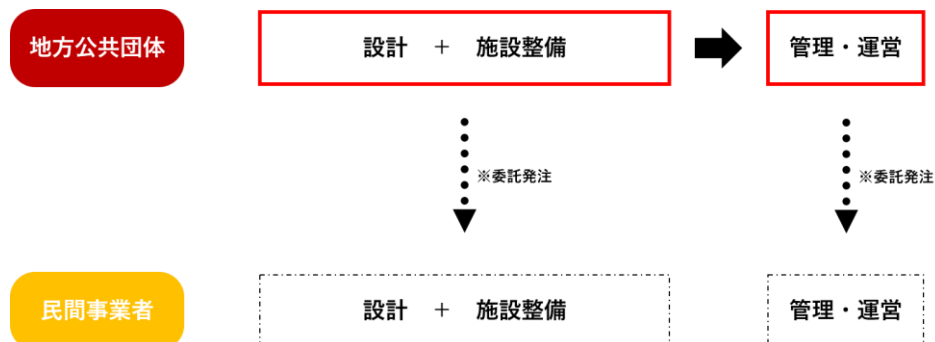 地方公共団体
設計 + 施設整備
管理・運営
※委託発注
※委託発注
民間事業者
設計 + 施設整備
管理・運営